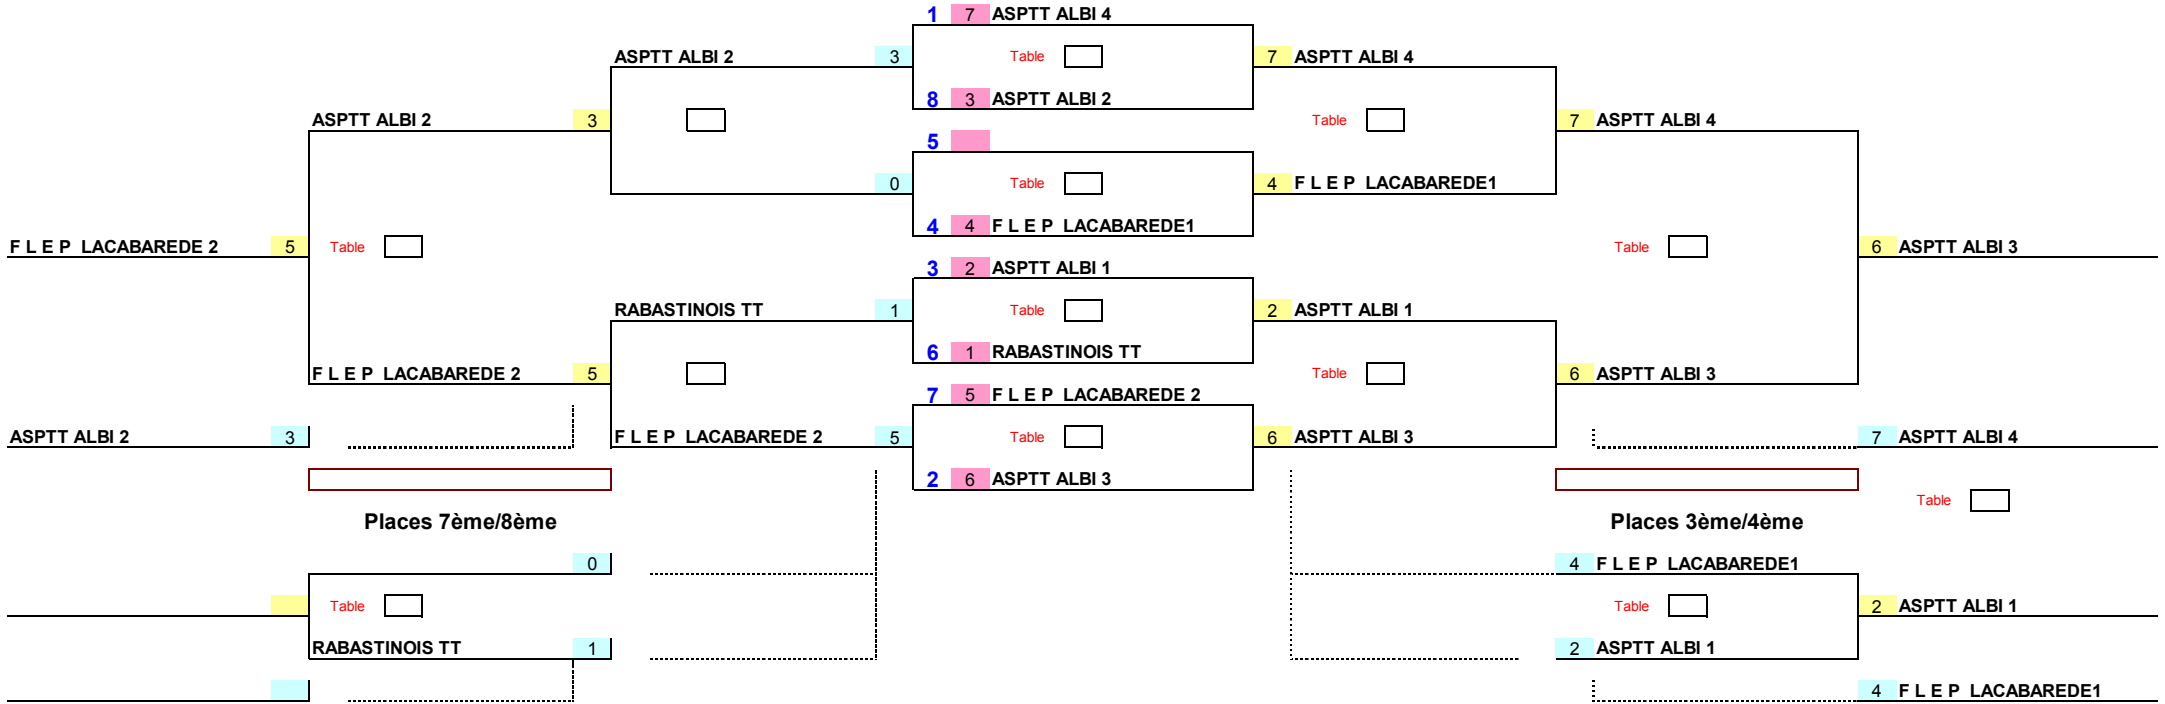 1 7 ASPTT ALBI 4
ASPTT ALBI 2 3 Table 7 ASPTT ALBI 4
8 3 ASPTT ALBI 2
ASPTT ALBI 2 3 Table 7 ASPTT ALBI 4
5
0 Table 4 F L E P LACABAREDE1
4 4 F L E P LACABAREDE1
F L E P LACABAREDE 2 5 Table Table 6 ASPTT ALBI 3
3 2 ASPTT ALBI 1
RABASTINOIS TT 1 Table 2 ASPTT ALBI 1
6 1 RABASTINOIS TT
F L E P LACABAREDE 2 5 Table 6 ASPTT ALBI 3
7 5 F L E P LACABAREDE 2
ASPTT ALBI 2 3 F L E P LACABAREDE 2 5 Table 6 ASPTT ALBI 3 7 ASPTT ALBI 4
2 6 ASPTT ALBI 3
Table
Places 7ème/8ème Places 3ème/4ème
0 4 F L E P LACABAREDE1
Table Table 2 ASPTT ALBI 1
RABASTINOIS TT 1 2 ASPTT ALBI 1
4 F L E P LACABAREDE1